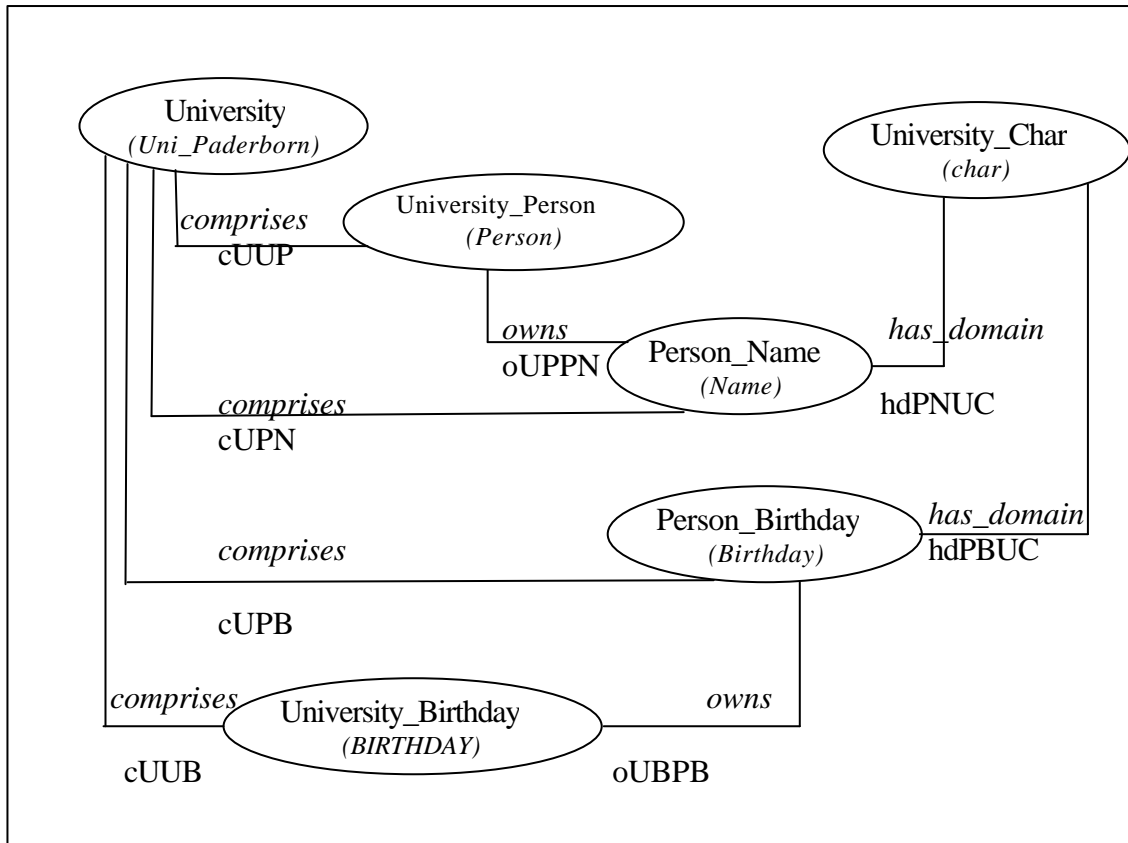 University
(Uni_Paderborn)
University_Char
(char)
University_Person
(Person)
comprises
cUUP
owns
oUPPN
Person_Name
(Name)
has_domain
hdPNUC
comprises
cUPN
Person_Birthday
(Birthday)
has_domain
hdPBUC
comprises
cUPB
comprises
cUUB
University_Birthday
(BIRTHDAY)
owns
oUBPB